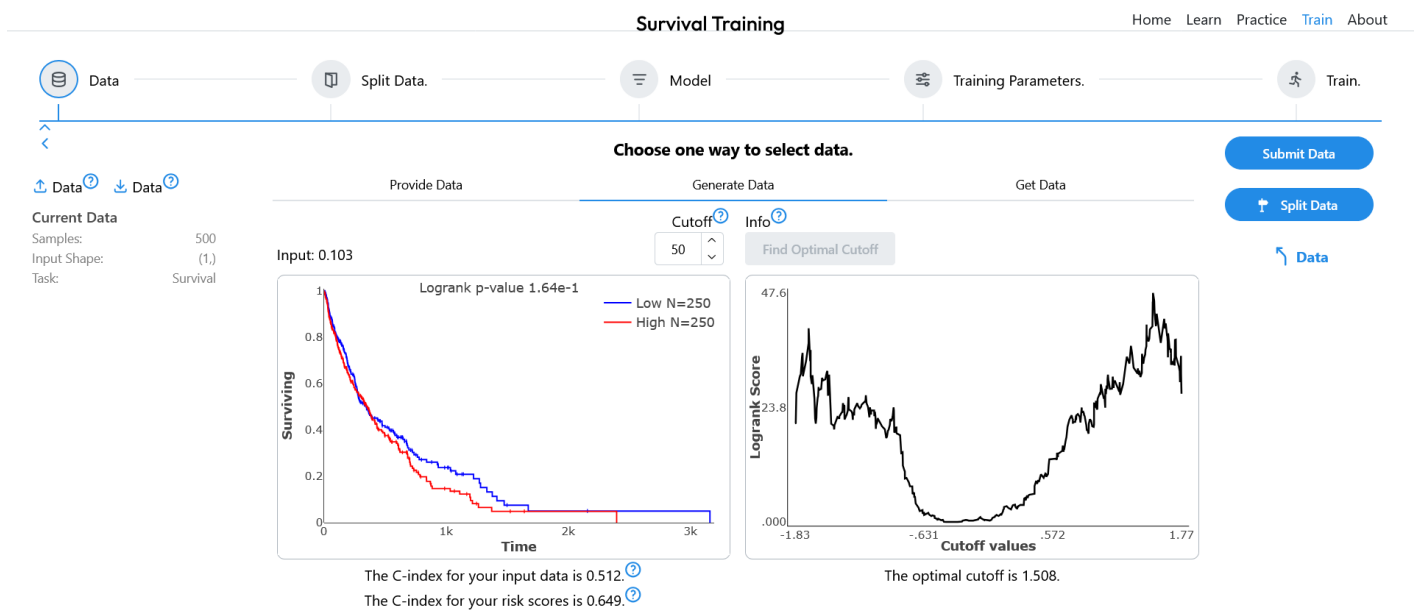 Survival Training
Home Learn Practice Train About
Data Split Data. Model Training Parameters. Train.
Choose one way to select data.
Submit Data
Split Data
Data
Data? Data?
Current Data
Samples: 500
Input Shape: (1,)
Task: Survival
Provide Data Generate Data Get Data
Cutoff? Info?
Input: 0.103 50 Find Optimal Cutoff
Logrank p-value 1.64e-1
Low N=250
High N=250
Surviving
1
0.8
0.6
0.4
0.2
0
0 1k 2k 3k
Time
The C-index for your input data is 0.512.?
The C-index for your risk scores is 0.649.?
Logrank Score
47.6
23.8
.000
-1.83 -.631 .572 1.77
Cutoff values
The optimal cutoff is 1.508.